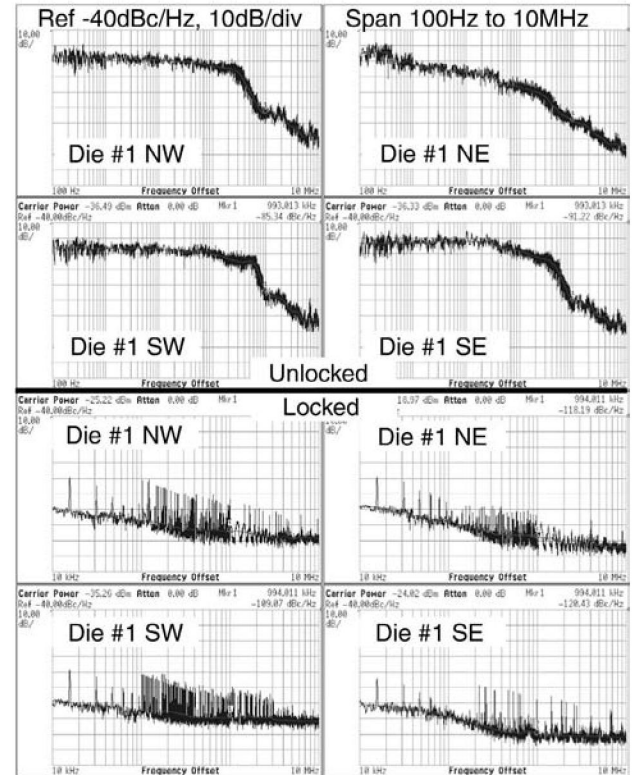 Ref -40dBc/Hz, 10dB/div
Span 100Hz to 10MHz
10.00
dB/
10.00
dB/
Die #1 NW
Die #1 NE
100 Hz Frequency Offset 10 MHz
100 Hz Frequency Offset 10 MHz
Carrier Power -36.49 dBm Atten 0.00 dB Mkr1 993.013 kHz
Ref -40.00dBc/Hz -85.34 dBc/Hz
Carrier Power -36.33 dBm Atten 0.00 dB Mkr1 993.013 kHz
Ref -40.00dBc/Hz -91.22 dBc/Hz
10.00
dB/
10.00
dB/
Die #1 SW
Die #1 SE
Unlocked
100 Hz Frequency Offset 10 MHz
100 Hz Frequency Offset 10 MHz
Locked
Carrier Power -25.22 dBm Atten 0.00 dB
Ref -40.00dBc/Hz
10.97 dBm Atten 0.00 dB Mkr1 994.011 kHz
-118.19 dBc/Hz
10.00
dB/
dB/
Die #1 NW
Die #1 NE
10 kHz Frequency Offset 10 MHz
10 kHz Frequency Offset 10 MHz
Carrier Power -35.26 dBm Atten 0.00 dB Mkr1 994.011 kHz
Ref -40.00dBc/Hz -109.07 dBc/Hz
Carrier Power -24.02 dBm Atten 0.00 dB Mkr1 994.011 kHz
Ref -40.00dBc/Hz -120.43 dBc/Hz
10.00
dB/
10.00
dB/
Die #1 SW
Die #1 SE
10 kHz Frequency Offset 10 MHz
10 kHz Frequency Offset 10 MHz